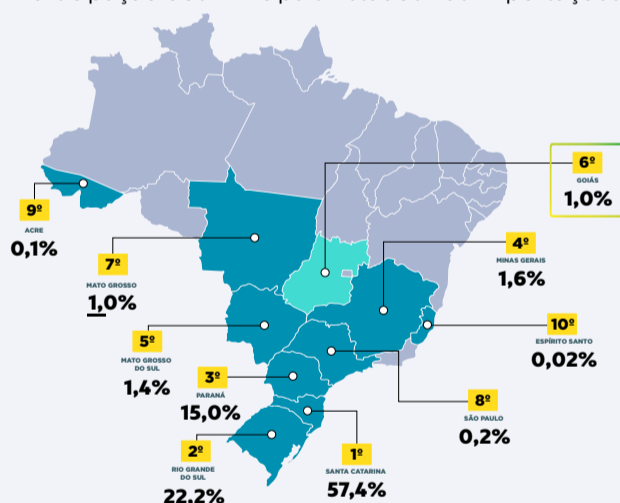 6º
GOIÁS
1,0%
9º
ACRE
0,1%
4º
MINAS GERAIS
1,6%
7º
MATO GROSSO
1,0%
10º
ESPÍRITO SANTO
0,02%
5º
MATO GROSSO
DO SUL
1,4%
3º
PARANÁ
15,0%
8º
SÃO PAULO
0,2%
2º
RIO GRANDE
DO SUL
22,2%
1º
SANTA CATARINA
57,4%